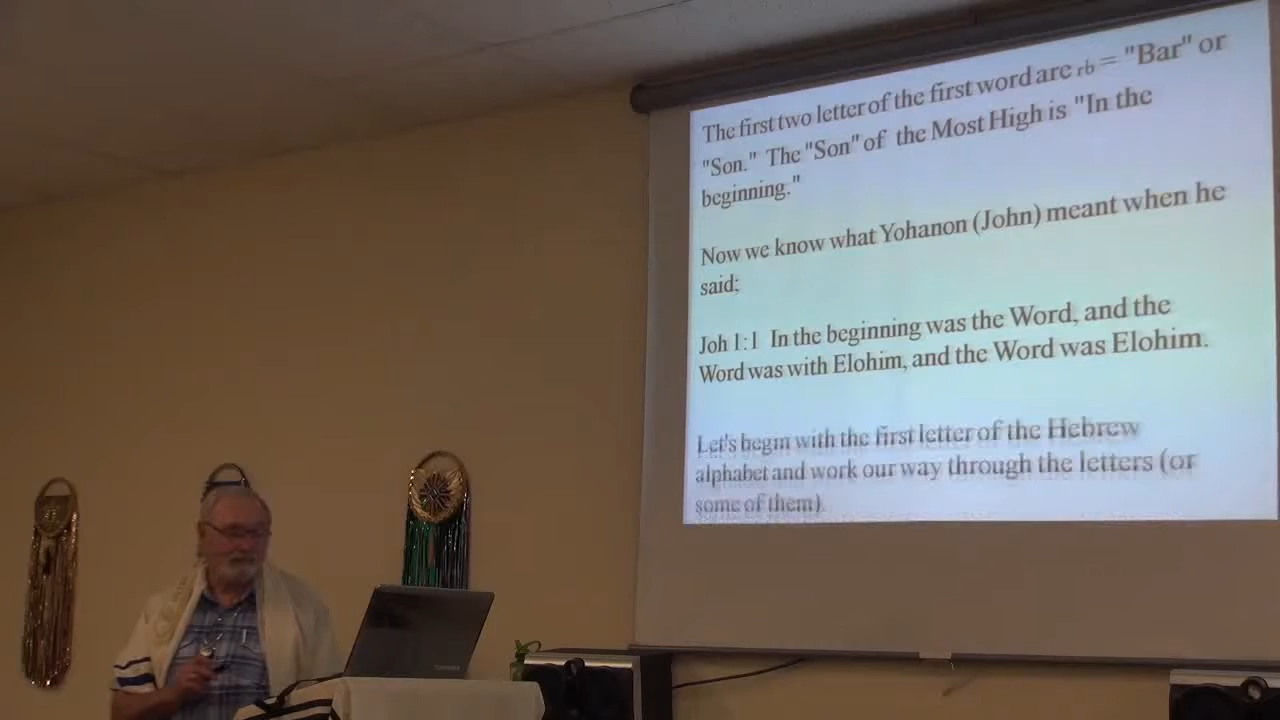 The first two letter of the first word are rb = "Bar" or
"Son." The "Son" of the Most High is "In the
beginning."
Now we know what Yohanon (John) meant when he
said;
Joh 1:1 In the beginning was the Word, and the
Word was with Elohim, and the Word was Elohim.
Let's begin with the first letter of the Hebrew
alphabet and work our way through the letters (or
some of them).
TOSHIBA